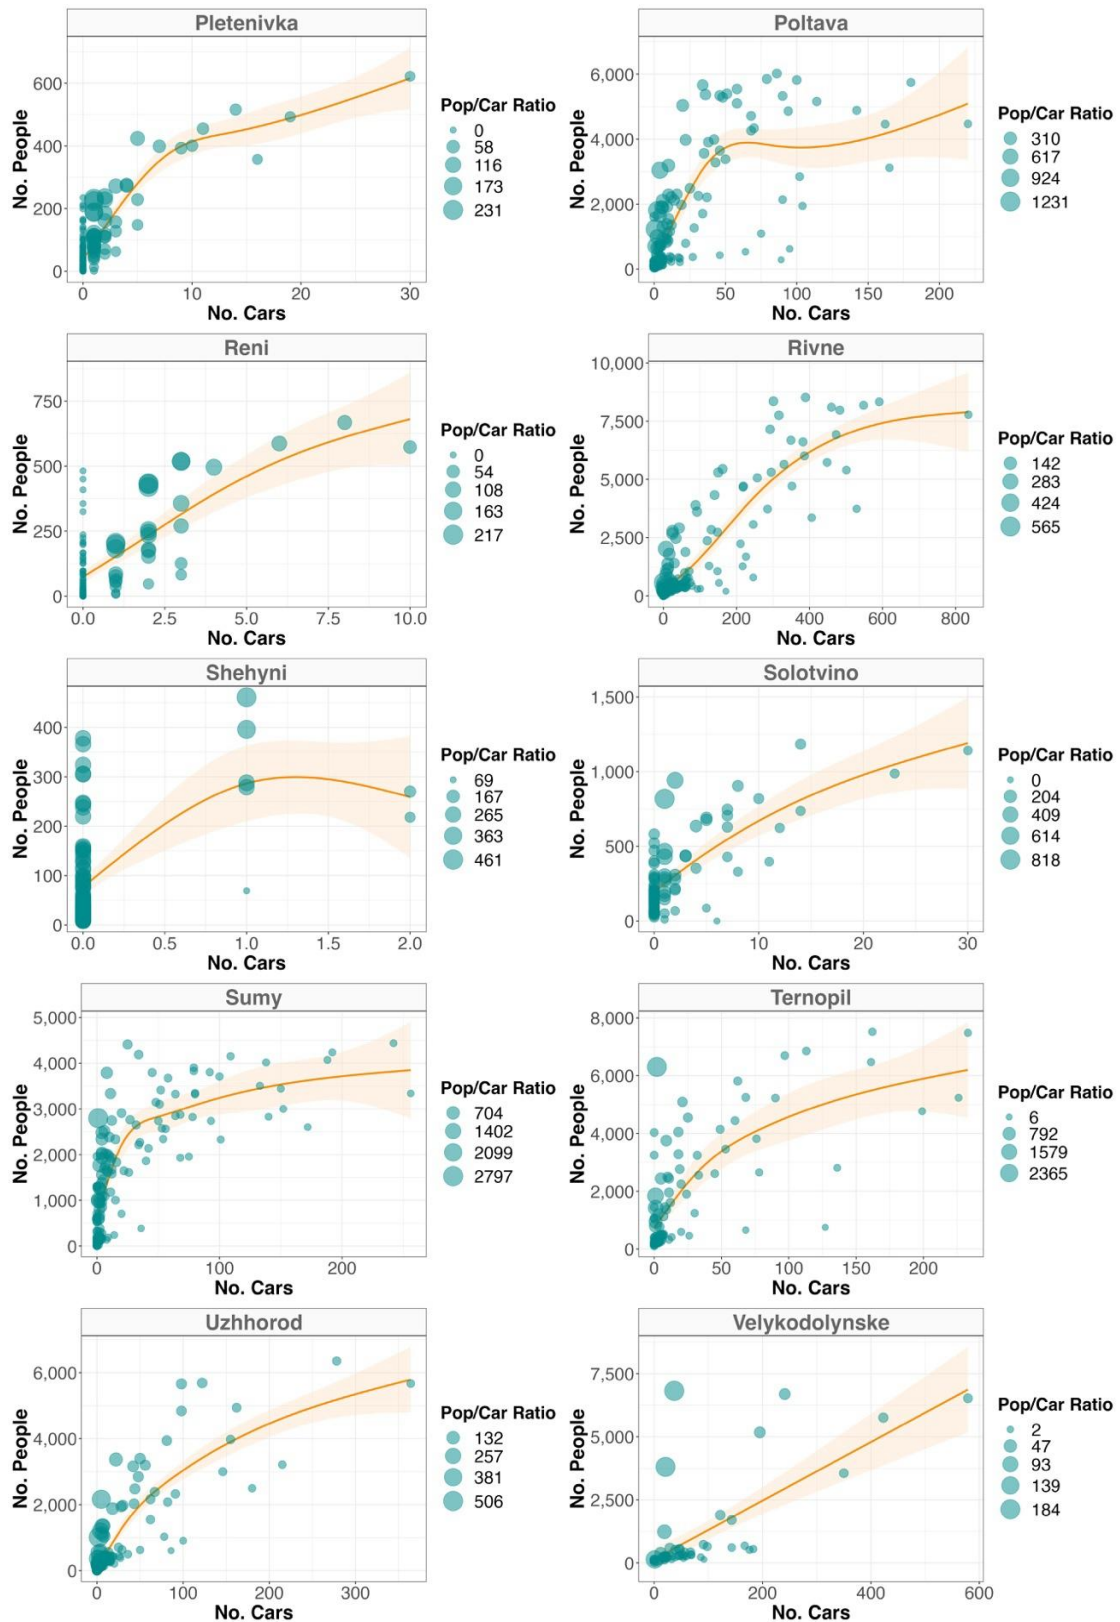 Pletenivka
No. People
600
400
200
0
0 10 20 30
No. Cars
Pop/Car Ratio
0
58
116
173
231
Poltava
No. People
6,000
4,000
2,000
0
0 50 100 150 200
No. Cars
Pop/Car Ratio
310
617
924
1231
Reni
No. People
750
500
250
0
0.0 2.5 5.0 7.5 10.0
No. Cars
Pop/Car Ratio
0
54
108
163
217
Rivne
No. People
10,000
7,500
5,000
2,500
0
0 200 400 600 800
No. Cars
Pop/Car Ratio
142
283
424
565
Shehyni
No. People
400
300
200
100
0
0.0 0.5 1.0 1.5 2.0
No. Cars
Pop/Car Ratio
69
167
265
363
461
Solotvino
No. People
1,500
1,000
500
0
0 10 20 30
No. Cars
Pop/Car Ratio
0
204
409
614
818
Sumy
No. People
5,000
4,000
3,000
2,000
1,000
0
0 100 200
No. Cars
Pop/Car Ratio
704
1402
2099
2797
Ternopil
No. People
8,000
6,000
4,000
2,000
0
0 50 100 150 200
No. Cars
Pop/Car Ratio
6
792
1579
2365
Uzhhorod
No. People
6,000
4,000
2,000
0
0 100 200 300
No. Cars
Pop/Car Ratio
132
257
381
506
Velykodolynske
No. People
7,500
5,000
2,500
0
0 200 400 600
No. Cars
Pop/Car Ratio
2
47
93
139
184